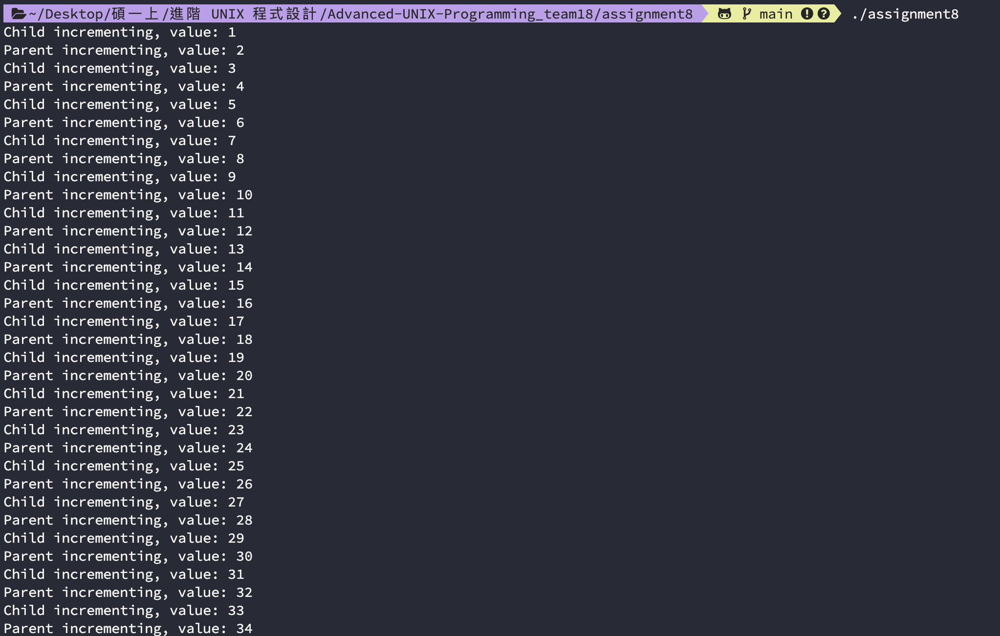 ~/Desktop/碩一上/進階 UNIX 程式設計/Advanced-UNIX-Programming_team18/assignment8 main ./assignment8
Child incrementing, value: 1
Parent incrementing, value: 2
Child incrementing, value: 3
Parent incrementing, value: 4
Child incrementing, value: 5
Parent incrementing, value: 6
Child incrementing, value: 7
Parent incrementing, value: 8
Child incrementing, value: 9
Parent incrementing, value: 10
Child incrementing, value: 11
Parent incrementing, value: 12
Child incrementing, value: 13
Parent incrementing, value: 14
Child incrementing, value: 15
Parent incrementing, value: 16
Child incrementing, value: 17
Parent incrementing, value: 18
Child incrementing, value: 19
Parent incrementing, value: 20
Child incrementing, value: 21
Parent incrementing, value: 22
Child incrementing, value: 23
Parent incrementing, value: 24
Child incrementing, value: 25
Parent incrementing, value: 26
Child incrementing, value: 27
Parent incrementing, value: 28
Child incrementing, value: 29
Parent incrementing, value: 30
Child incrementing, value: 31
Parent incrementing, value: 32
Child incrementing, value: 33
Parent incrementing, value: 34